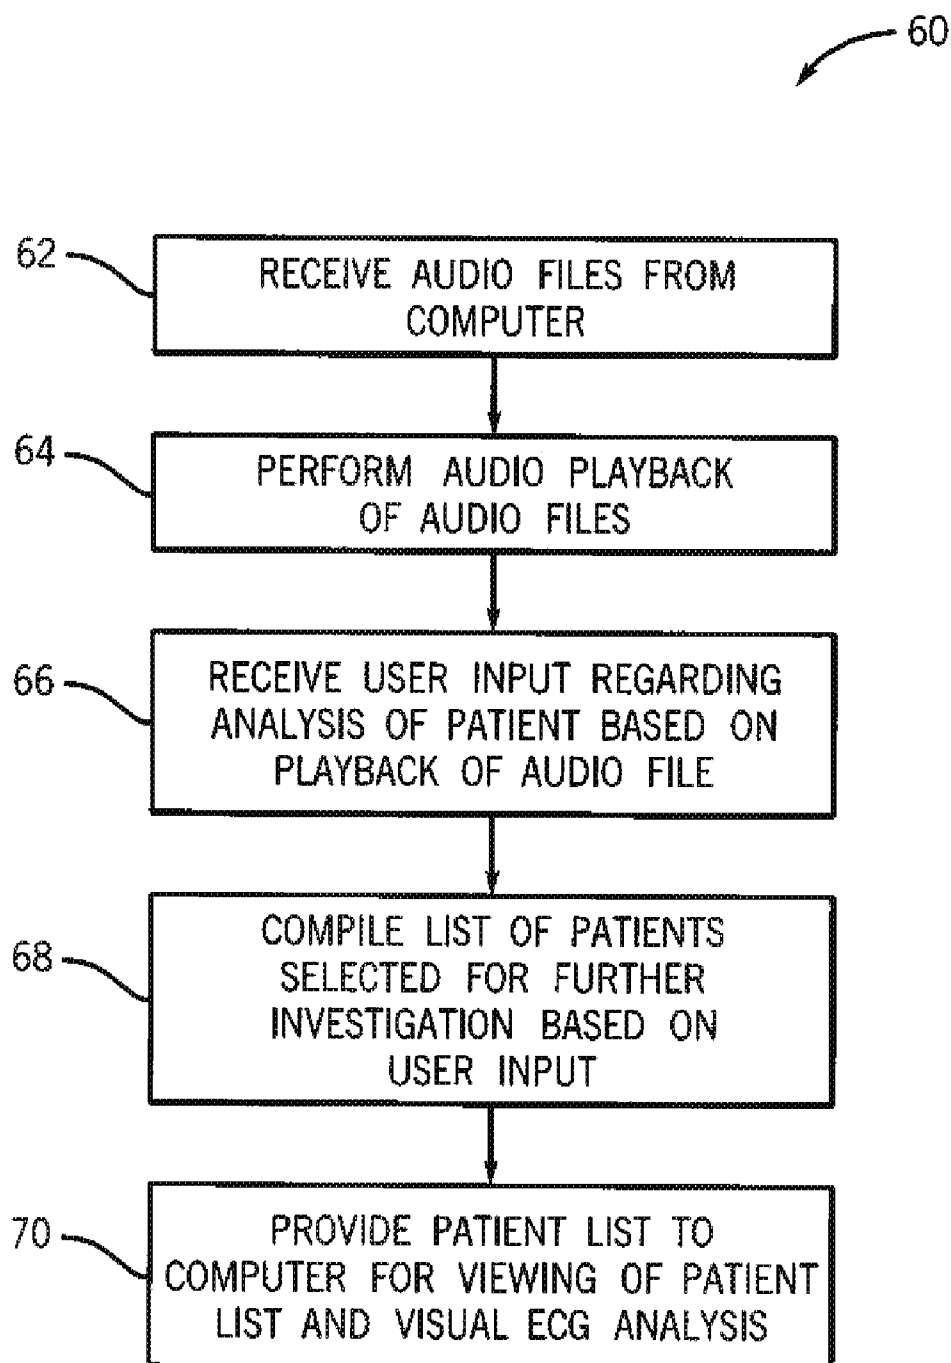 60
62
RECEIVE AUDIO FILES FROM
COMPUTER
64
PERFORM AUDIO PLAYBACK
OF AUDIO FILES
66
RECEIVE USER INPUT REGARDING
ANALYSIS OF PATIENT BASED ON
PLAYBACK OF AUDIO FILE
68
COMPILE LIST OF PATIENTS
SELECTED FOR FURTHER
INVESTIGATION BASED ON
USER INPUT
70
PROVIDE PATIENT LIST TO
COMPUTER FOR VIEWING OF PATIENT
LIST AND VISUAL ECG ANALYSIS